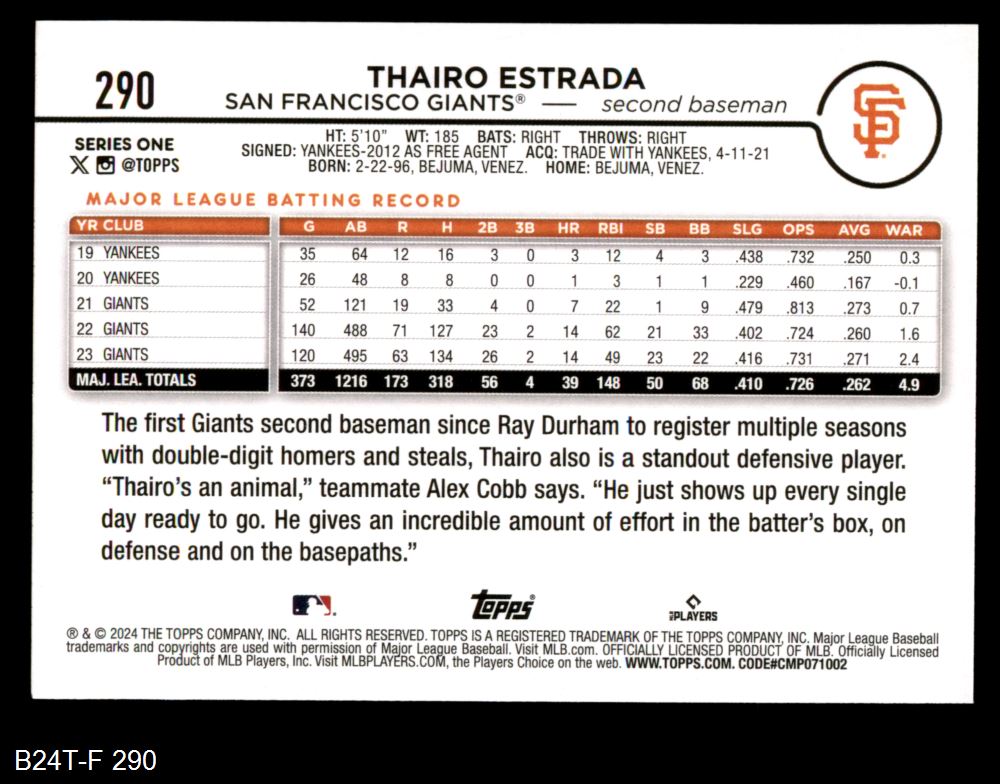 290
THAIRO ESTRADA
SAN FRANCISCO GIANTS® — second baseman
SF
SERIES ONE
X @TOPPS
HT: 5'10" WT: 185 BATS: RIGHT THROWS: RIGHT
SIGNED: YANKEES-2012 AS FREE AGENT ACQ: TRADE WITH YANKEES, 4-11-21
BORN: 2-22-96, BEJUMA, VENEZ. HOME: BEJUMA, VENEZ.
MAJOR LEAGUE BATTING RECORD
YR CLUB G AB R H 2B 3B HR RBI SB BB SLG OPS AVG WAR
19 YANKEES 35 64 12 16 3 0 3 12 4 3 .438 .732 .250 0.3
20 YANKEES 26 48 8 8 0 0 1 3 1 1 .229 .460 .167 -0.1
21 GIANTS 52 121 19 33 4 0 7 22 1 9 .479 .813 .273 0.7
22 GIANTS 140 488 71 127 23 2 14 62 21 33 .402 .724 .260 1.6
23 GIANTS 120 495 63 134 26 2 14 49 23 22 .416 .731 .271 2.4
MAJ. LEA. TOTALS 373 1216 173 318 56 4 39 148 50 68 .410 .726 .262 4.9
The first Giants second baseman since Ray Durham to register multiple seasons
with double-digit homers and steals, Thairo also is a standout defensive player.
“Thairo’s an animal,” teammate Alex Cobb says. “He just shows up every single
day ready to go. He gives an incredible amount of effort in the batter’s box, on
defense and on the basepaths.”
Topps® MLBPLAYERS
® & © 2024 THE TOPPS COMPANY, INC. ALL RIGHTS RESERVED. TOPPS IS A REGISTERED TRADEMARK OF THE TOPPS COMPANY, INC. Major League Baseball
trademarks and copyrights are used with permission of Major League Baseball. Visit MLB.com. OFFICIALLY LICENSED PRODUCT OF MLB. Officially Licensed
Product of MLB Players, Inc. Visit MLBPLAYERS.COM, the Players Choice on the web. WWW.TOPPS.COM. CODE#CMP071002
B24T-F 290